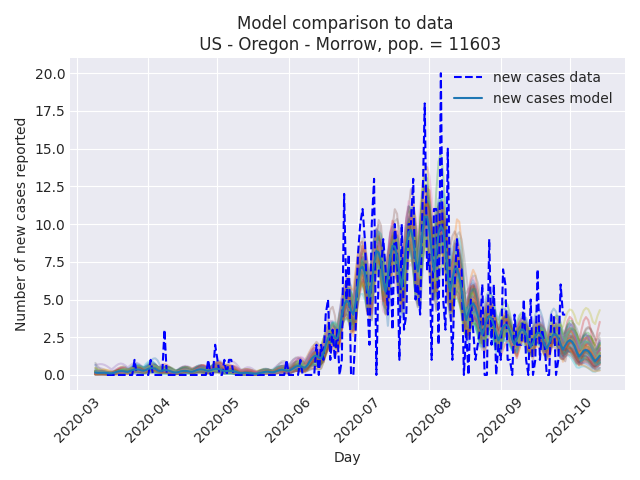 Model comparison to data
US - Oregon - Morrow, pop. = 11603
20.0
17.5
15.0
12.5
10.0
7.5
5.0
2.5
0.0
Number of new cases reported
new cases data
new cases model
2020-03
2020-04
2020-05
2020-06
2020-07
2020-08
2020-09
2020-10
Day